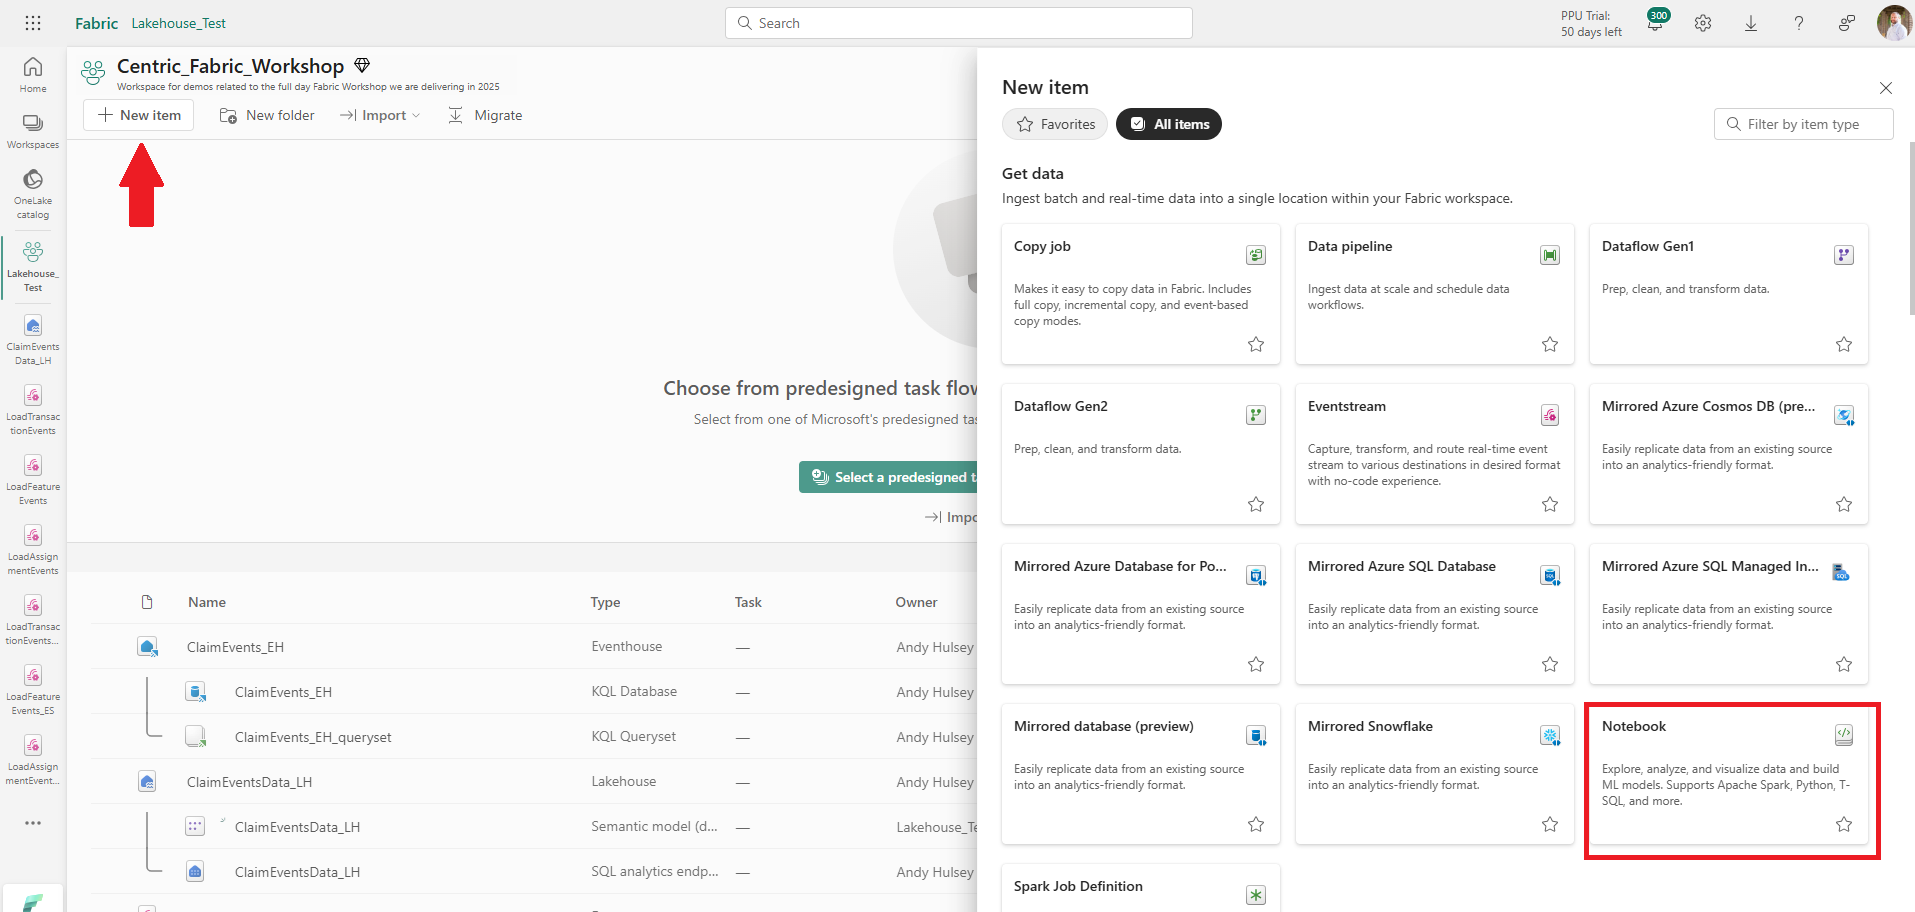 Fabric
Lakehouse_Test
Search
PPU Trial:
50 days left
300
?
Home
Workspaces
OneLake
catalog
Lakehouse_
Test
ClaimEvents
Data_LH
LoadTransac
tionEvents
LoadFeature
Events
LoadAssign
mentEvents
LoadTransac
tionEvents...
LoadFeature
Events_ES
LoadAssign
mentEvent...
Centric_Fabric_Workshop
Workspace for demos related to the full day Fabric Workshop we are delivering in 2025
New item
New folder
Import
Migrate
Choose from predesigned task flow
Select from one of Microsoft's predesigned
Select a predesigned
Name Type Task Owner
ClaimEvents_EH Eventhouse — Andy Hulsey
ClaimEvents_EH KQL Database — Andy Hulsey
ClaimEvents_EH_queryset KQL Queryset — Andy Hulsey
ClaimEventsData_LH Lakehouse — Andy Hulsey
ClaimEventsData_LH Semantic model (d... — Lakehouse_Te
ClaimEventsData_LH SQL analytics endp... — Andy Hulsey
New item
Favorites
All items
Filter by item type
Get data
Ingest batch and real-time data into a single location within your Fabric workspace.
Copy job
Makes it easy to copy data in Fabric. Includes
full copy, incremental copy, and event-based
copy modes.
Data pipeline
Ingest data at scale and schedule data
workflows.
Dataflow Gen1
Prep, clean, and transform data.
Dataflow Gen2
Prep, clean, and transform data.
Eventstream
Capture, transform, and route real-time event
stream to various destinations in desired format
with no-code experience.
Mirrored Azure Cosmos DB (pre...
Easily replicate data from an existing source
into an analytics-friendly format.
Mirrored Azure Database for Po...
Easily replicate data from an existing source
into an analytics-friendly format.
Mirrored Azure SQL Database
Easily replicate data from an existing source
into an analytics-friendly format.
Mirrored Azure SQL Managed In...
Easily replicate data from an existing source
into an analytics-friendly format.
Mirrored database (preview)
Easily replicate data from an existing source
into an analytics-friendly format.
Mirrored Snowflake
Easily replicate data from an existing source
into an analytics-friendly format.
Notebook
Explore, analyze, and visualize data and build
ML models. Supports Apache Spark, Python, T-
SQL, and more.
Spark Job Definition